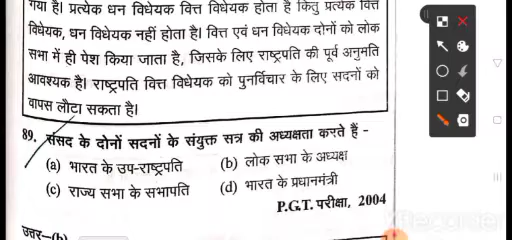 गया है। प्रत्येक धन विधेयक वित्त विधेयक होता है किंतु प्रत्येक वित्त
विधेयक, धन विधेयक नहीं होता है। वित्त एवं धन विधेयक दोनों को लोक
सभा में ही पेश किया जाता है, जिसके लिए राष्ट्रपति की पूर्व अनुमति
आवश्यक है। राष्ट्रपति वित्त विधेयक को पुनर्विचार के लिए सदनों को
वापस लौटा सकता है।
89. संसद के दोनों सदनों के संयुक्त सत्र की अध्यक्षता करते हैं -
(a) भारत के उप-राष्ट्रपति (b) लोक सभा के अध्यक्ष
(c) राज्य सभा के सभापति (d) भारत के प्रधानमंत्री
P.G.T. परीक्षा, 2004
उत्तर-(b)